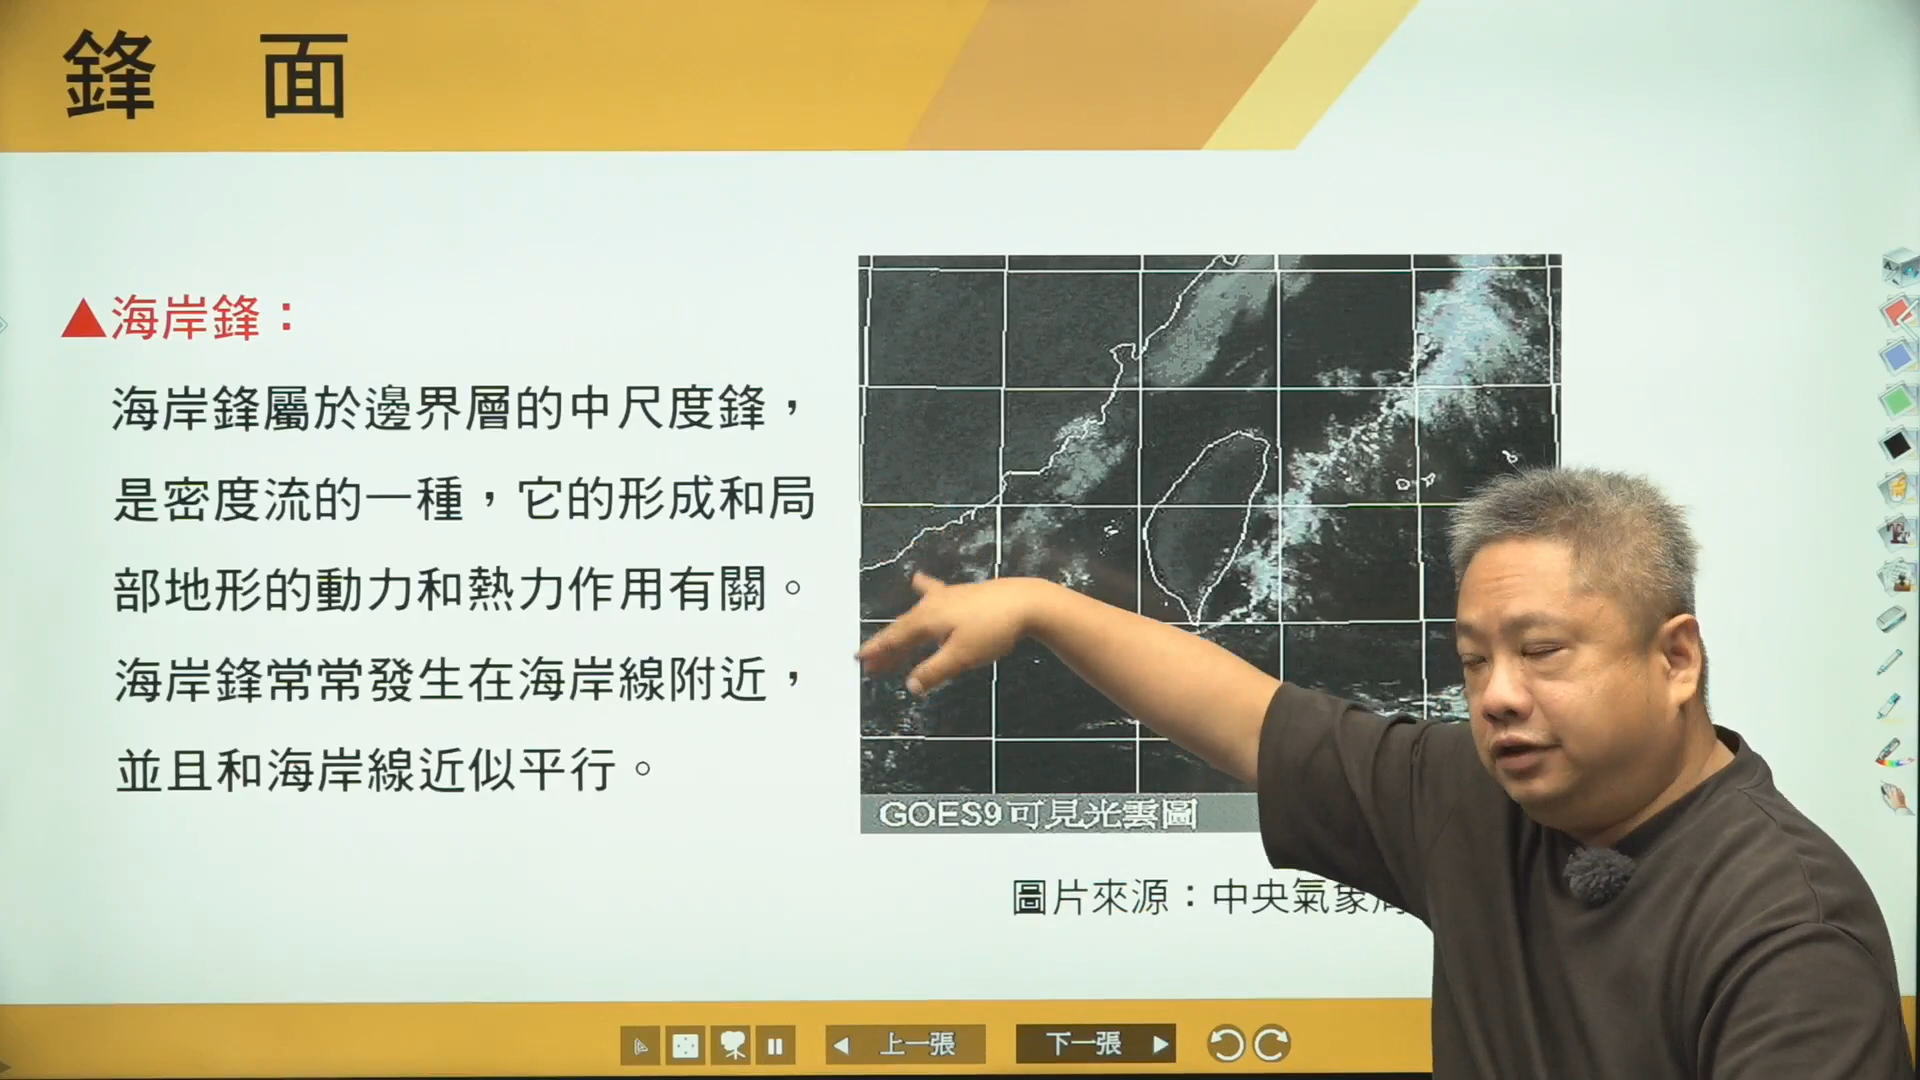 鋒 面
▲海岸鋒：
海岸鋒屬於邊界層的中尺度鋒，
是密度流的一種，它的形成和局
部地形的動力和熱力作用有關。
海岸鋒常常發生在海岸線附近，
並且和海岸線近似平行。
GOES9可見光雲圖
圖片來源：中央氣象
上一張
下一張